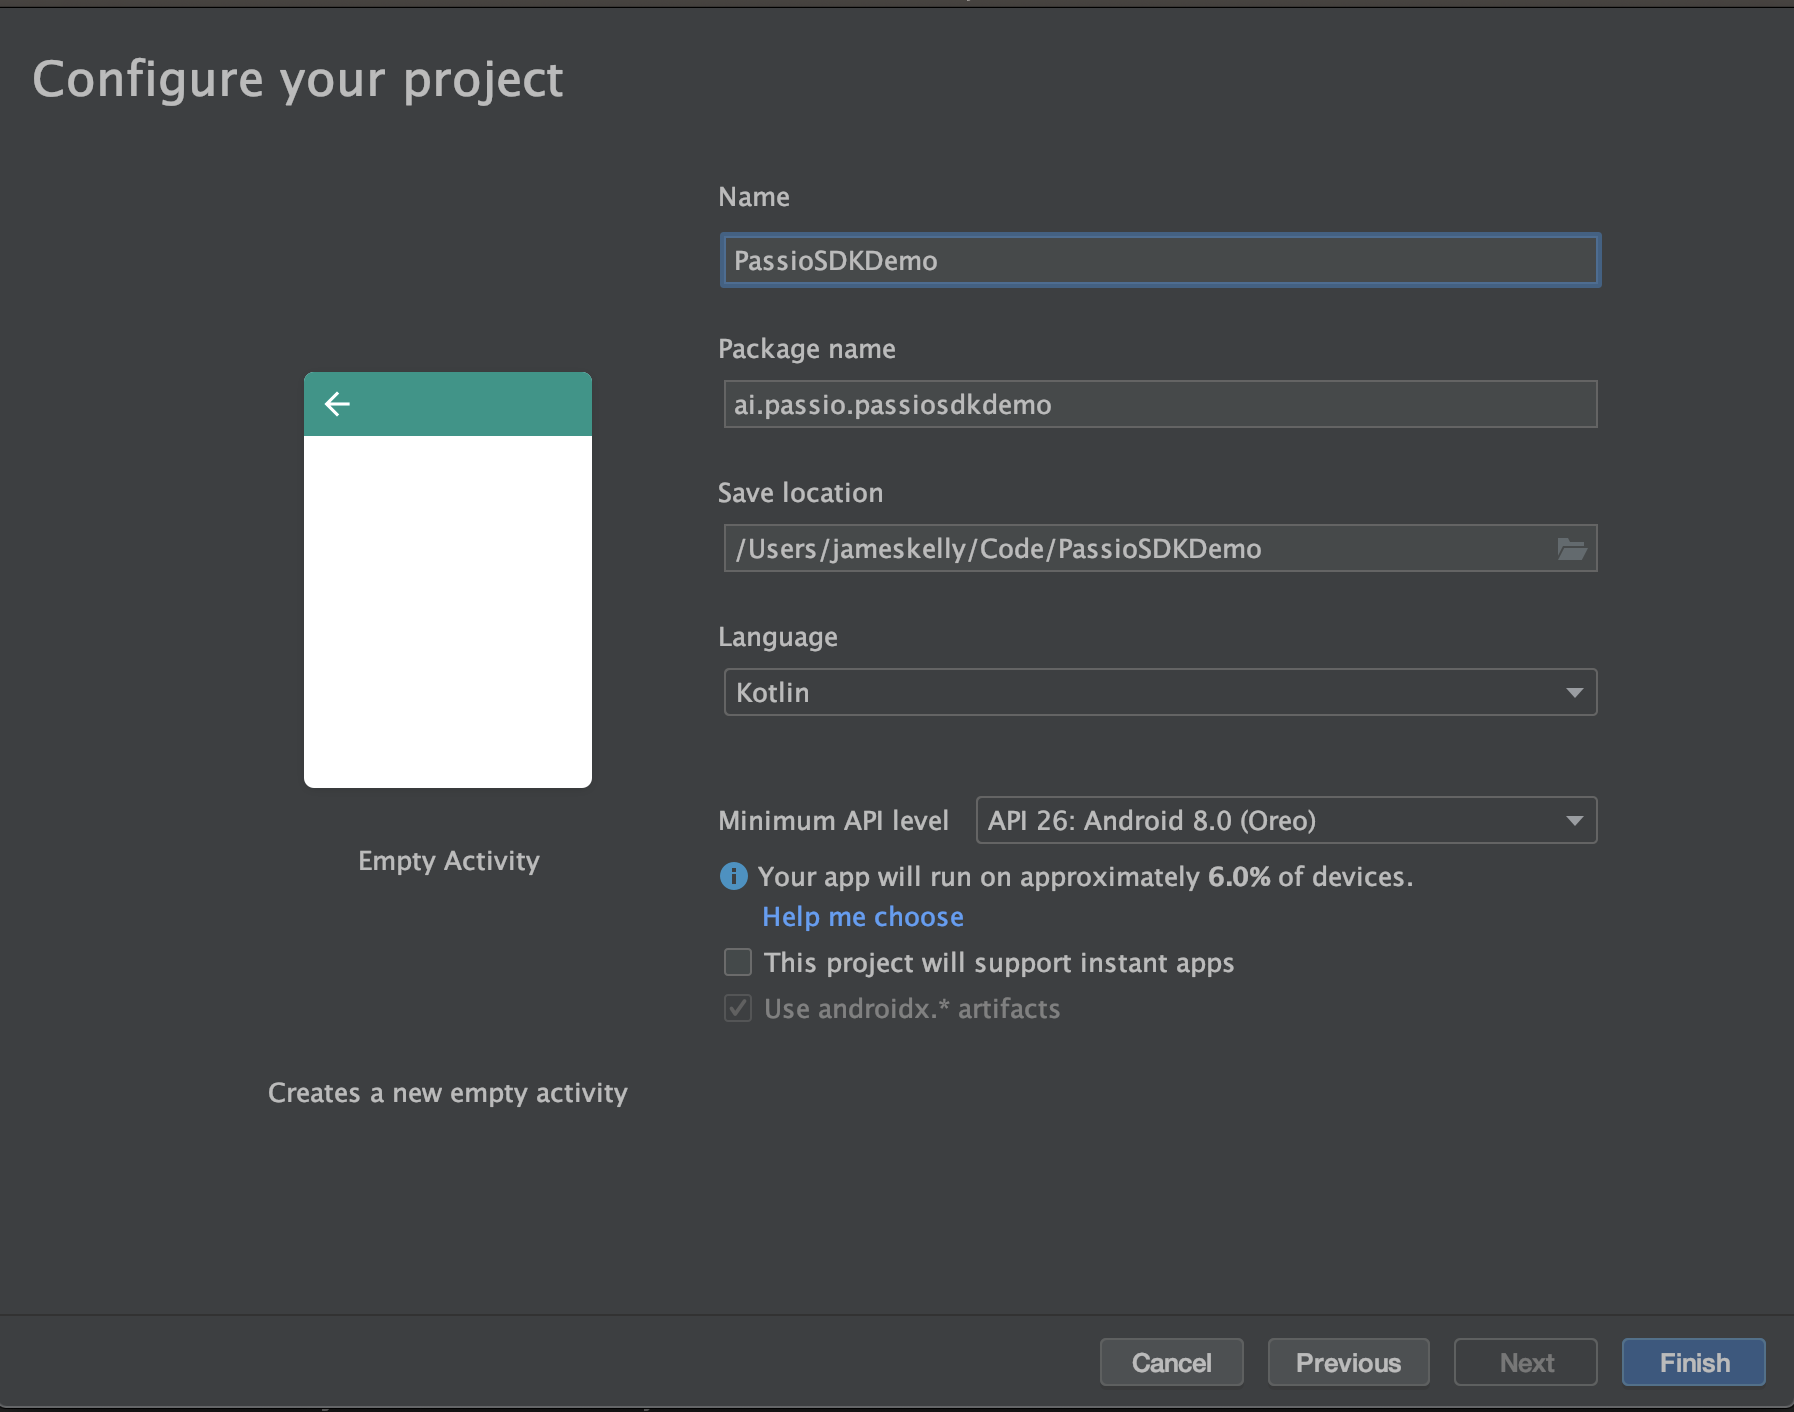 Configure your project
Name
PassioSDKDemo
Package name
ai.passio.passiosdkdemo
Save location
/Users/jameskelly/Code/PassioSDKDemo
Language
Kotlin
Minimum API level API 26: Android 8.0 (Oreo)
Your app will run on approximately 6.0% of devices.
Help me choose
This project will support instant apps
Use androidx.* artifacts
Empty Activity
Creates a new empty activity
Cancel Previous Next Finish